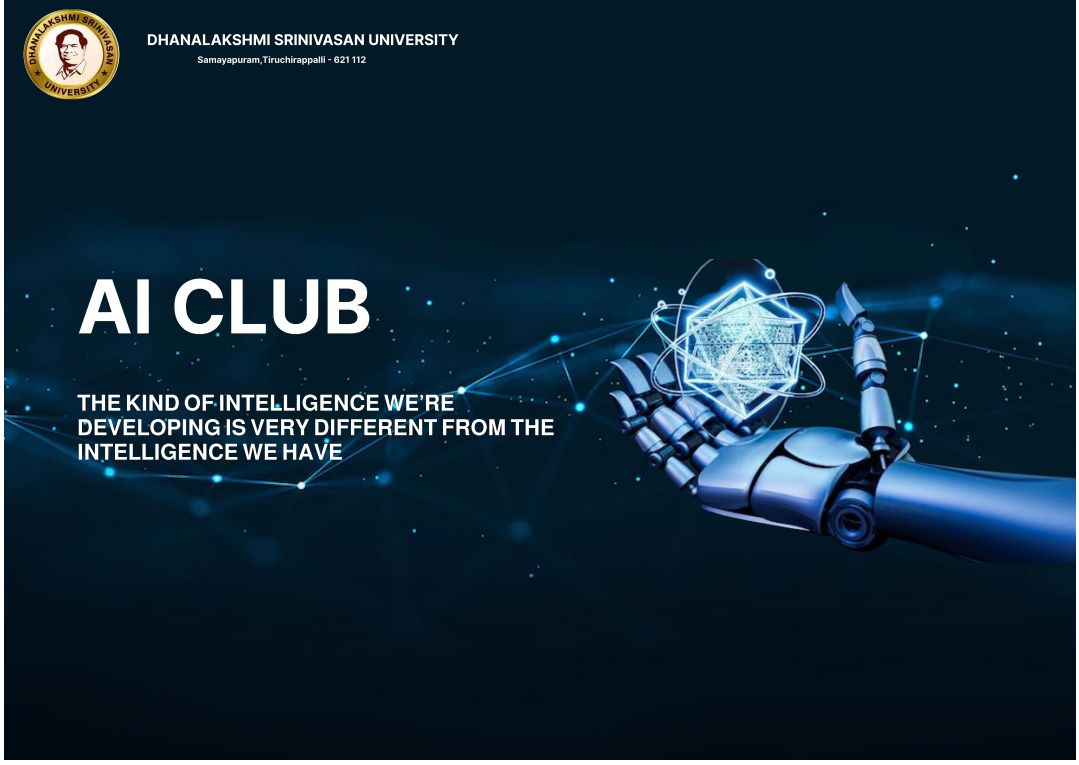 DHANALAKSHMI SRINIVASAN
UNIVERSITY
DHANALAKSHMI SRINIVASAN UNIVERSITY
Samayapuram,Tiruchirappalli - 621 112
AI CLUB
THE KIND OF INTELLIGENCE WE’RE
DEVELOPING IS VERY DIFFERENT FROM THE
INTELLIGENCE WE HAVE